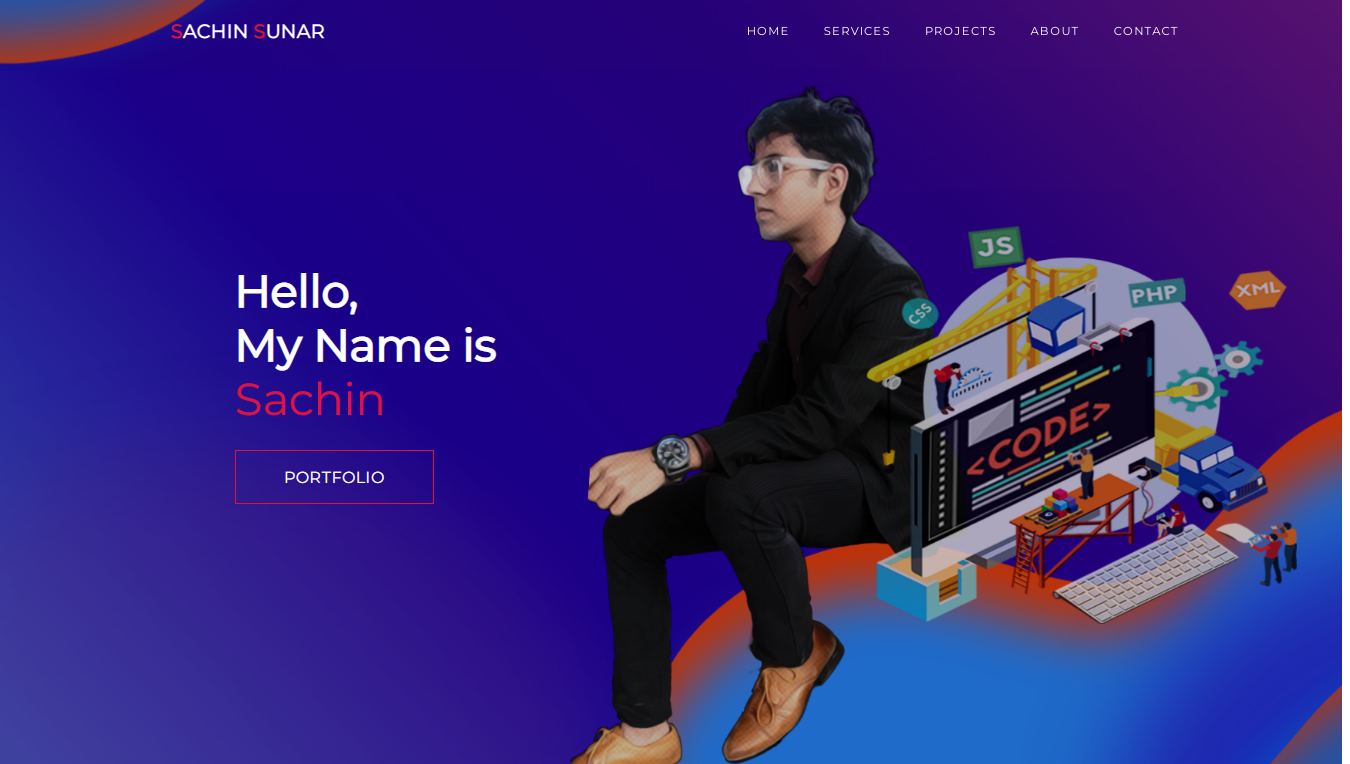 SACHIN SUNAR
HOME SERVICES PROJECTS ABOUT CONTACT
Hello,
My Name is
Sachin
PORTFOLIO
JS
CSS
PHP
XML
<CODE>